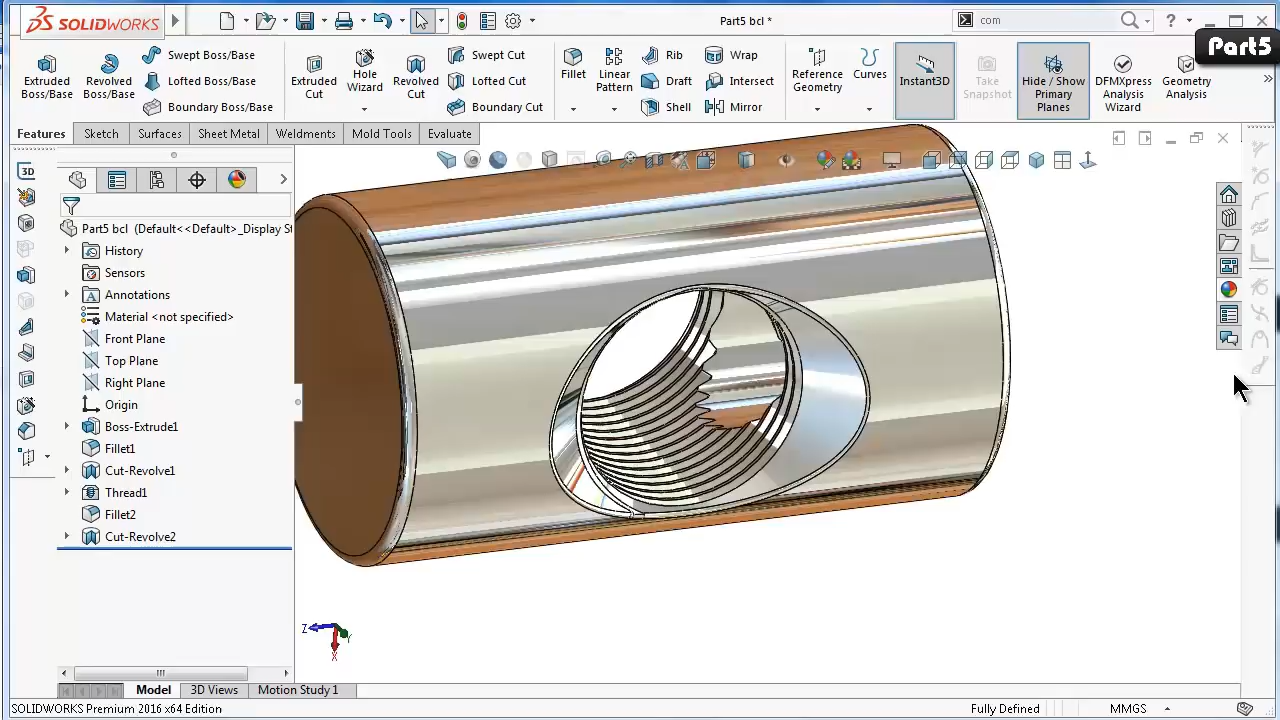 SOLIDWORKS
Part5 bcl *
com
Part5
Extruded Boss/Base
Revolved Boss/Base
Swept Boss/Base
Lofted Boss/Base
Boundary Boss/Base
Extruded Cut
Hole Wizard
Revolved Cut
Swept Cut
Lofted Cut
Boundary Cut
Fillet
Linear Pattern
Rib
Draft
Shell
Wrap
Intersect
Mirror
Reference Geometry
Curves
Instant3D
Take Snapshot
Hide / Show Primary Planes
DFMXpress Analysis Wizard
Geometry Analysis
Features
Sketch
Surfaces
Sheet Metal
Weldments
Mold Tools
Evaluate
3D
Part5 bcl (Default<<Default>_Display St
History
Sensors
Annotations
Material <not specified>
Front Plane
Top Plane
Right Plane
Origin
Boss-Extrude1
Fillet1
Cut-Revolve1
Thread1
Fillet2
Cut-Revolve2
Z
Y
X
Model
3D Views
Motion Study 1
SOLIDWORKS Premium 2016 x64 Edition
Fully Defined
MMGS